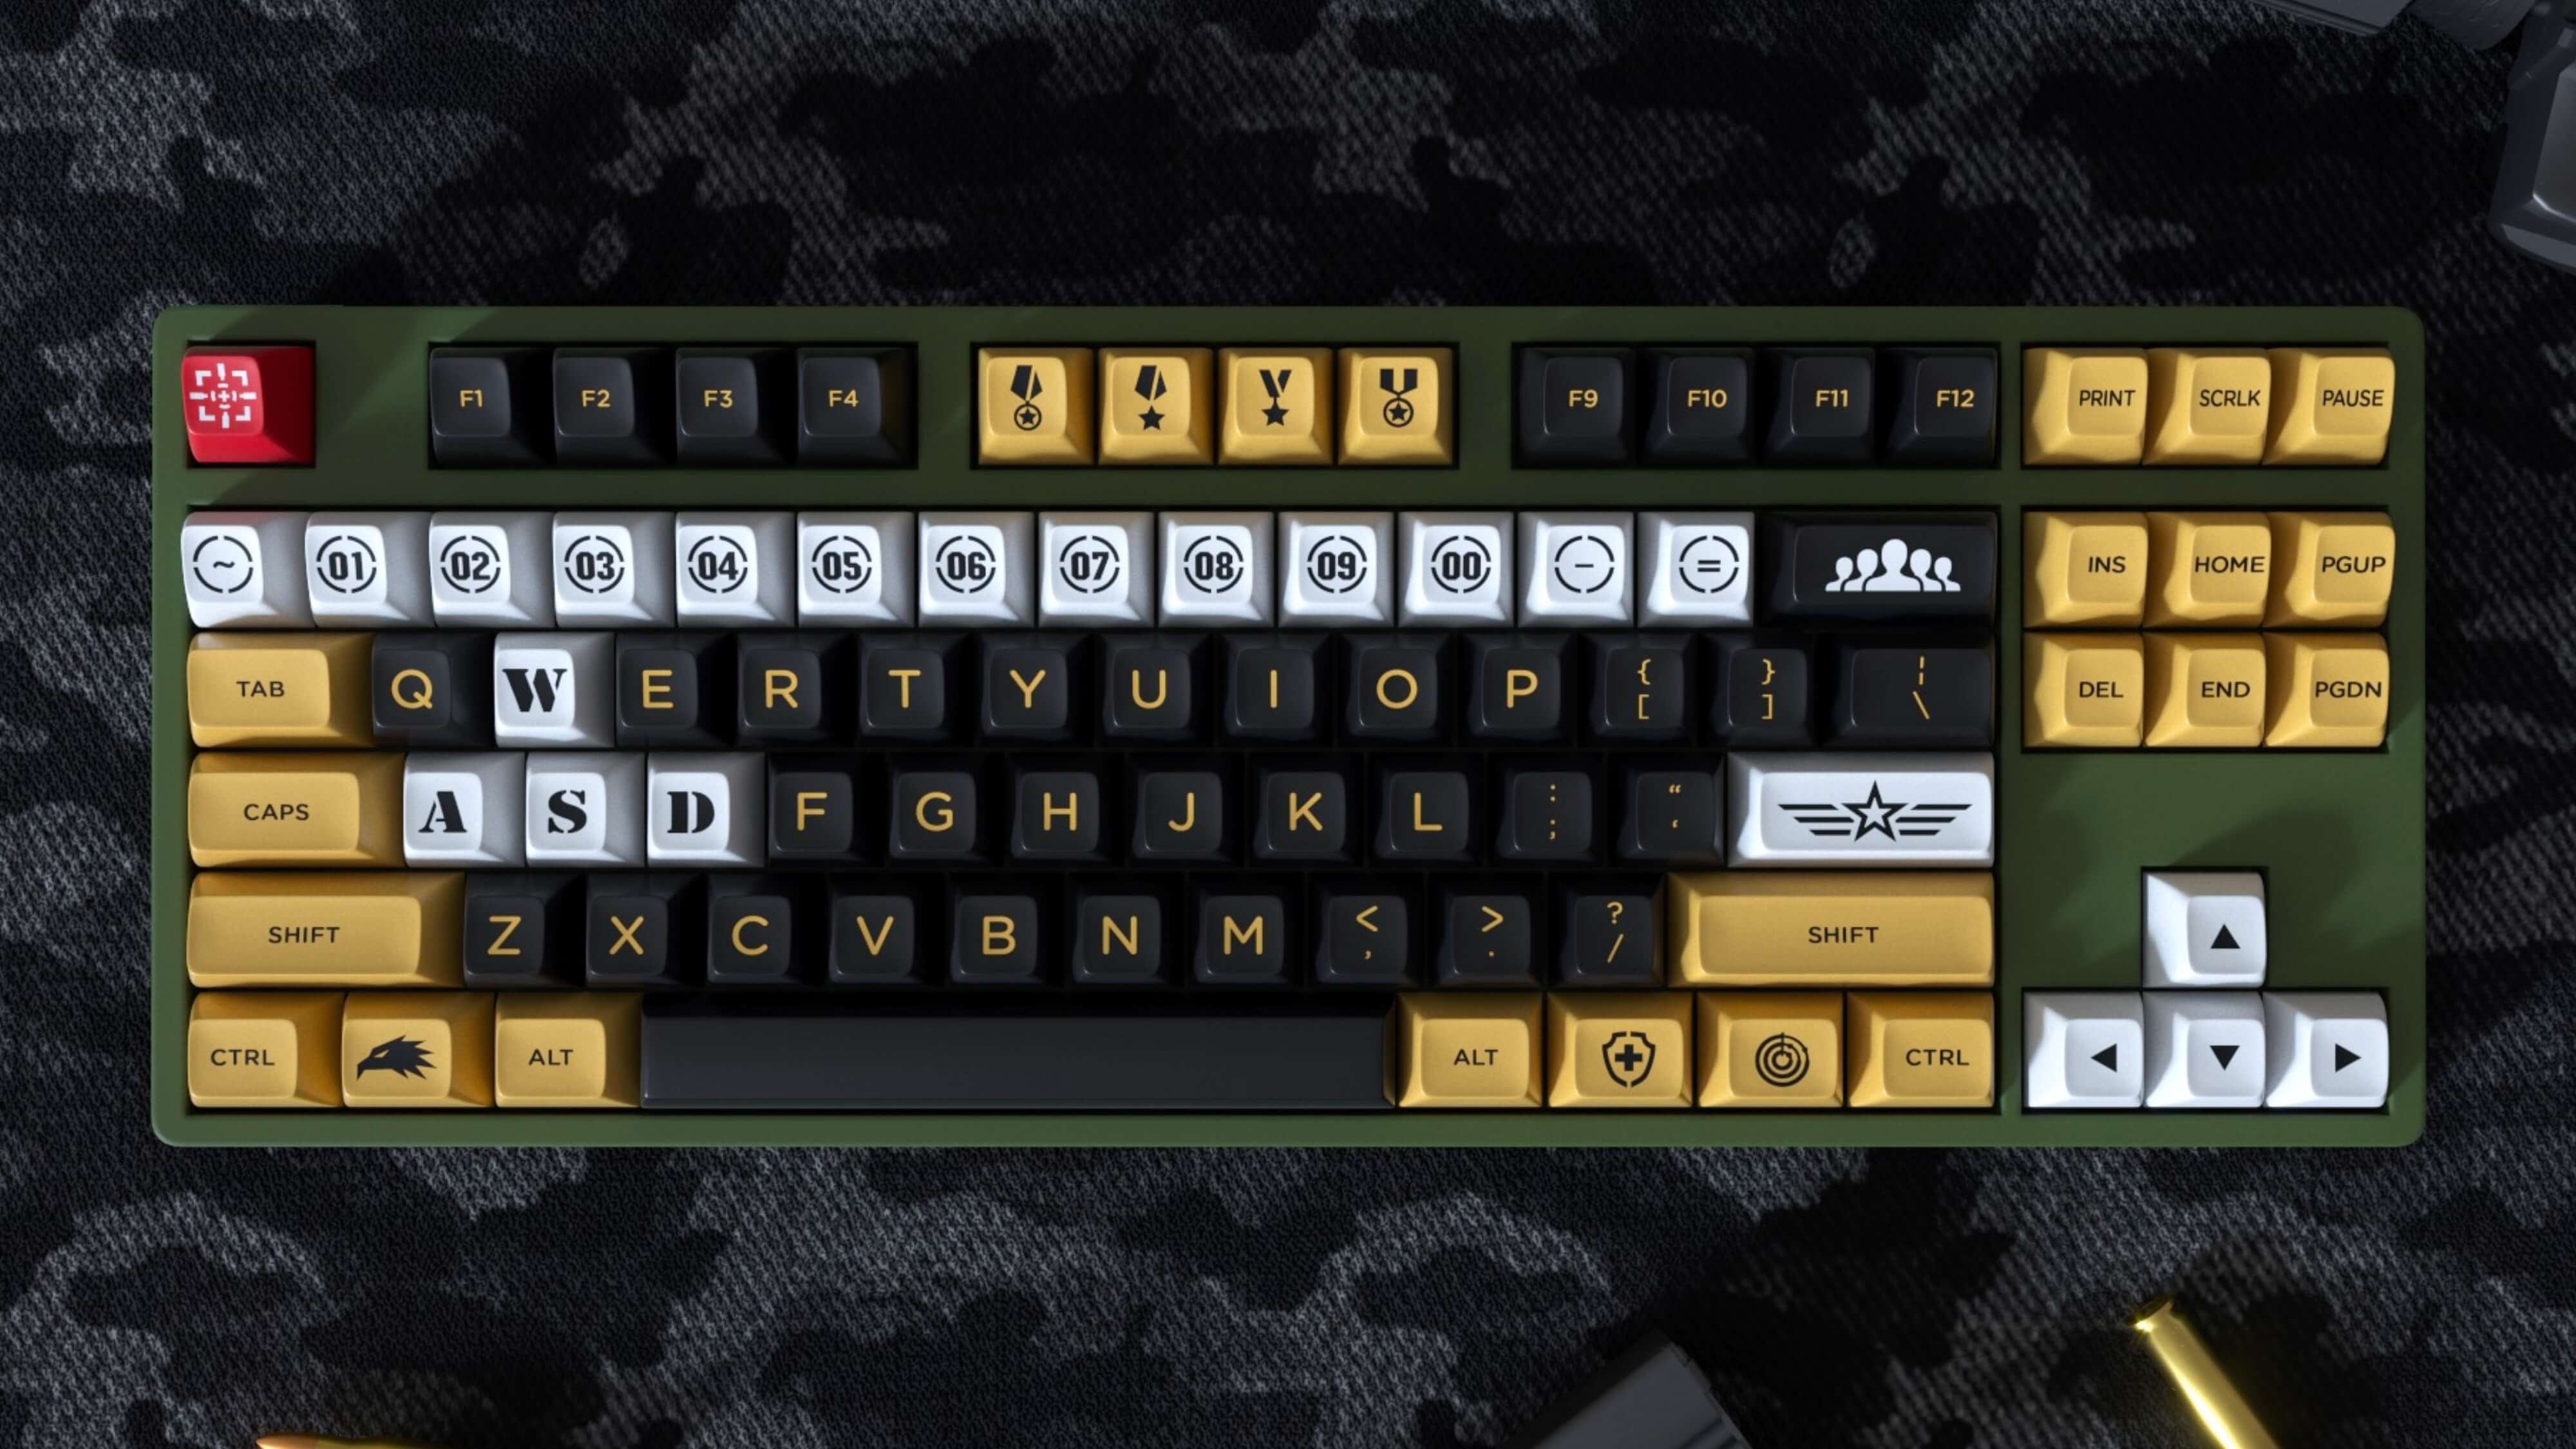 F1 F2 F3 F4 F9 F10 F11 F12 PRINT SCRLK PAUSE
~ 01 02 03 04 05 06 07 08 09 00 - = INS HOME PGUP
TAB Q W E R T Y U I O P { [ } ] ¦ \ DEL END PGDN
CAPS A S D F G H J K L : ; “ ‘
SHIFT Z X C V B N M < , > . ? / SHIFT
CTRL ALT ALT CTRL